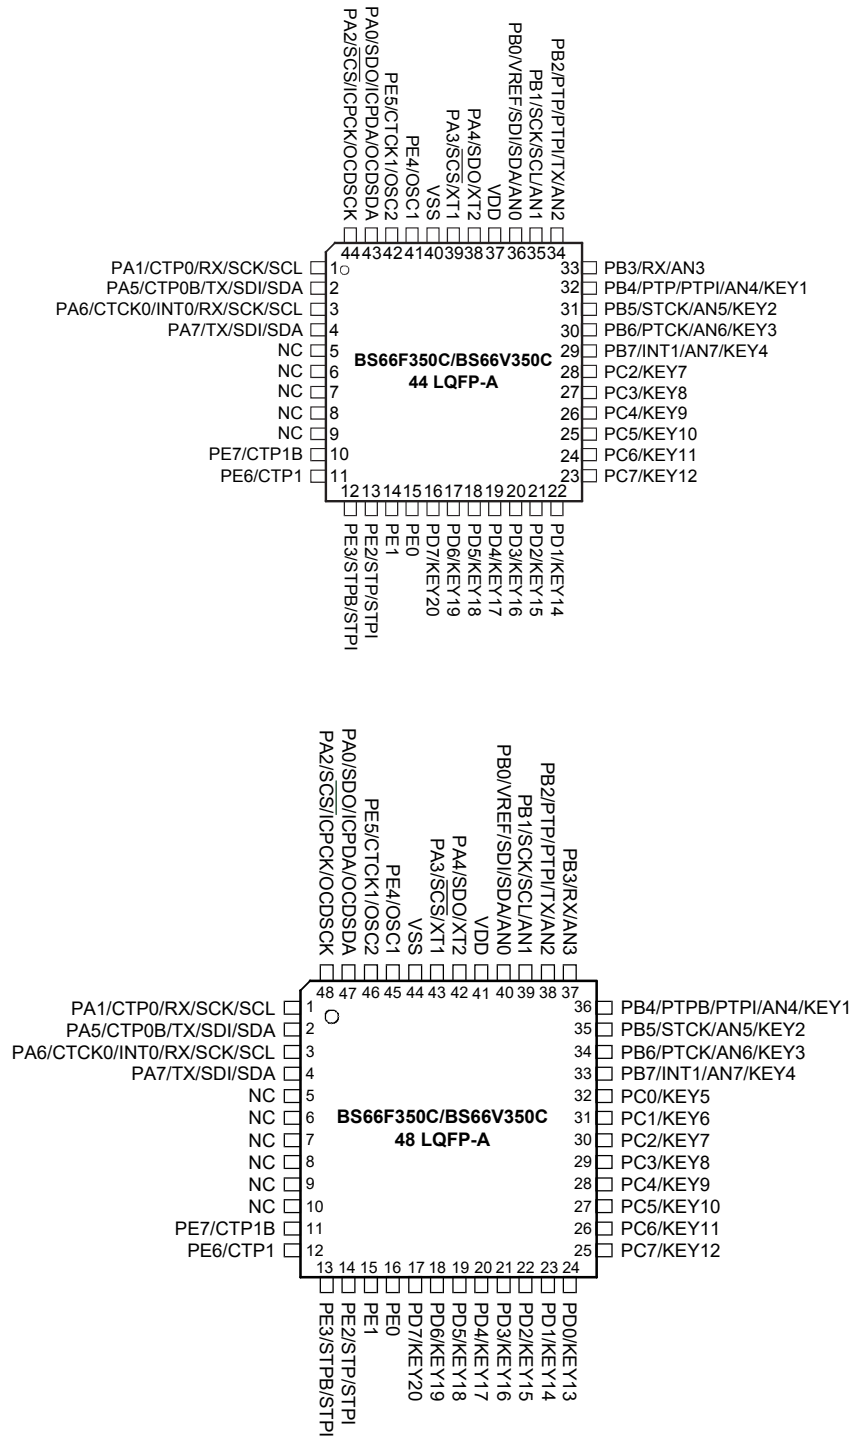 PA2/SCS/ICPCK/OCDSCK
PA0/SDO/ICPDA/OCDSDA
PE5/CTCK1/OSC2
PE4/OSC1
VSS
PA3/SCS/XT1
PA4/SDO/XT2
VDD
PB0/VREF/SDI/SDA/AN0
PB1/SCK/SCL/AN1
PB2/PTP/PTPI/TX/AN2
44 43 42 41 40 39 38 37 36 35 34
PA1/CTP0/RX/SCK/SCL 1
PA5/CTP0B/TX/SDI/SDA 2
PA6/CTCK0/INT0/RX/SCK/SCL 3
PA7/TX/SDI/SDA 4
NC 5
NC 6
NC 7
NC 8
NC 9
PE7/CTP1B 10
PE6/CTP1 11
BS66F350C/BS66V350C
44 LQFP-A
33 PB3/RX/AN3
32 PB4/PTP/PTPI/AN4/KEY1
31 PB5/STCK/AN5/KEY2
30 PB6/PTCK/AN6/KEY3
29 PB7/INT1/AN7/KEY4
28 PC2/KEY7
27 PC3/KEY8
26 PC4/KEY9
25 PC5/KEY10
24 PC6/KEY11
23 PC7/KEY12
12 13 14 15 16 17 18 19 20 21 22
PE3/STPB/STPI
PE2/STP/STPI
PE1
PE0
PD7/KEY20
PD6/KEY19
PD5/KEY18
PD4/KEY17
PD3/KEY16
PD2/KEY15
PD1/KEY14
PA2/SCS/ICPCK/OCDSCK
PA0/SDO/ICPDA/OCDSDA
PE5/CTCK1/OSC2
PE4/OSC1
VSS
PA3/SCS/XT1
PA4/SDO/XT2
VDD
PB0/VREF/SDI/SDA/AN0
PB1/SCK/SCL/AN1
PB2/PTP/PTPI/TX/AN2
PB3/RX/AN3
48 47 46 45 44 43 42 41 40 39 38 37
PA1/CTP0/RX/SCK/SCL 1
PA5/CTP0B/TX/SDI/SDA 2
PA6/CTCK0/INT0/RX/SCK/SCL 3
PA7/TX/SDI/SDA 4
NC 5
NC 6
NC 7
NC 8
NC 9
NC 10
PE7/CTP1B 11
PE6/CTP1 12
BS66F350C/BS66V350C
48 LQFP-A
36 PB4/PTPB/PTPI/AN4/KEY1
35 PB5/STCK/AN5/KEY2
34 PB6/PTCK/AN6/KEY3
33 PB7/INT1/AN7/KEY4
32 PC0/KEY5
31 PC1/KEY6
30 PC2/KEY7
29 PC3/KEY8
28 PC4/KEY9
27 PC5/KEY10
26 PC6/KEY11
25 PC7/KEY12
13 14 15 16 17 18 19 20 21 22 23 24
PE3/STPB/STPI
PE2/STP/STPI
PE1
PE0
PD7/KEY20
PD6/KEY19
PD5/KEY18
PD4/KEY17
PD3/KEY16
PD2/KEY15
PD1/KEY14
PD0/KEY13